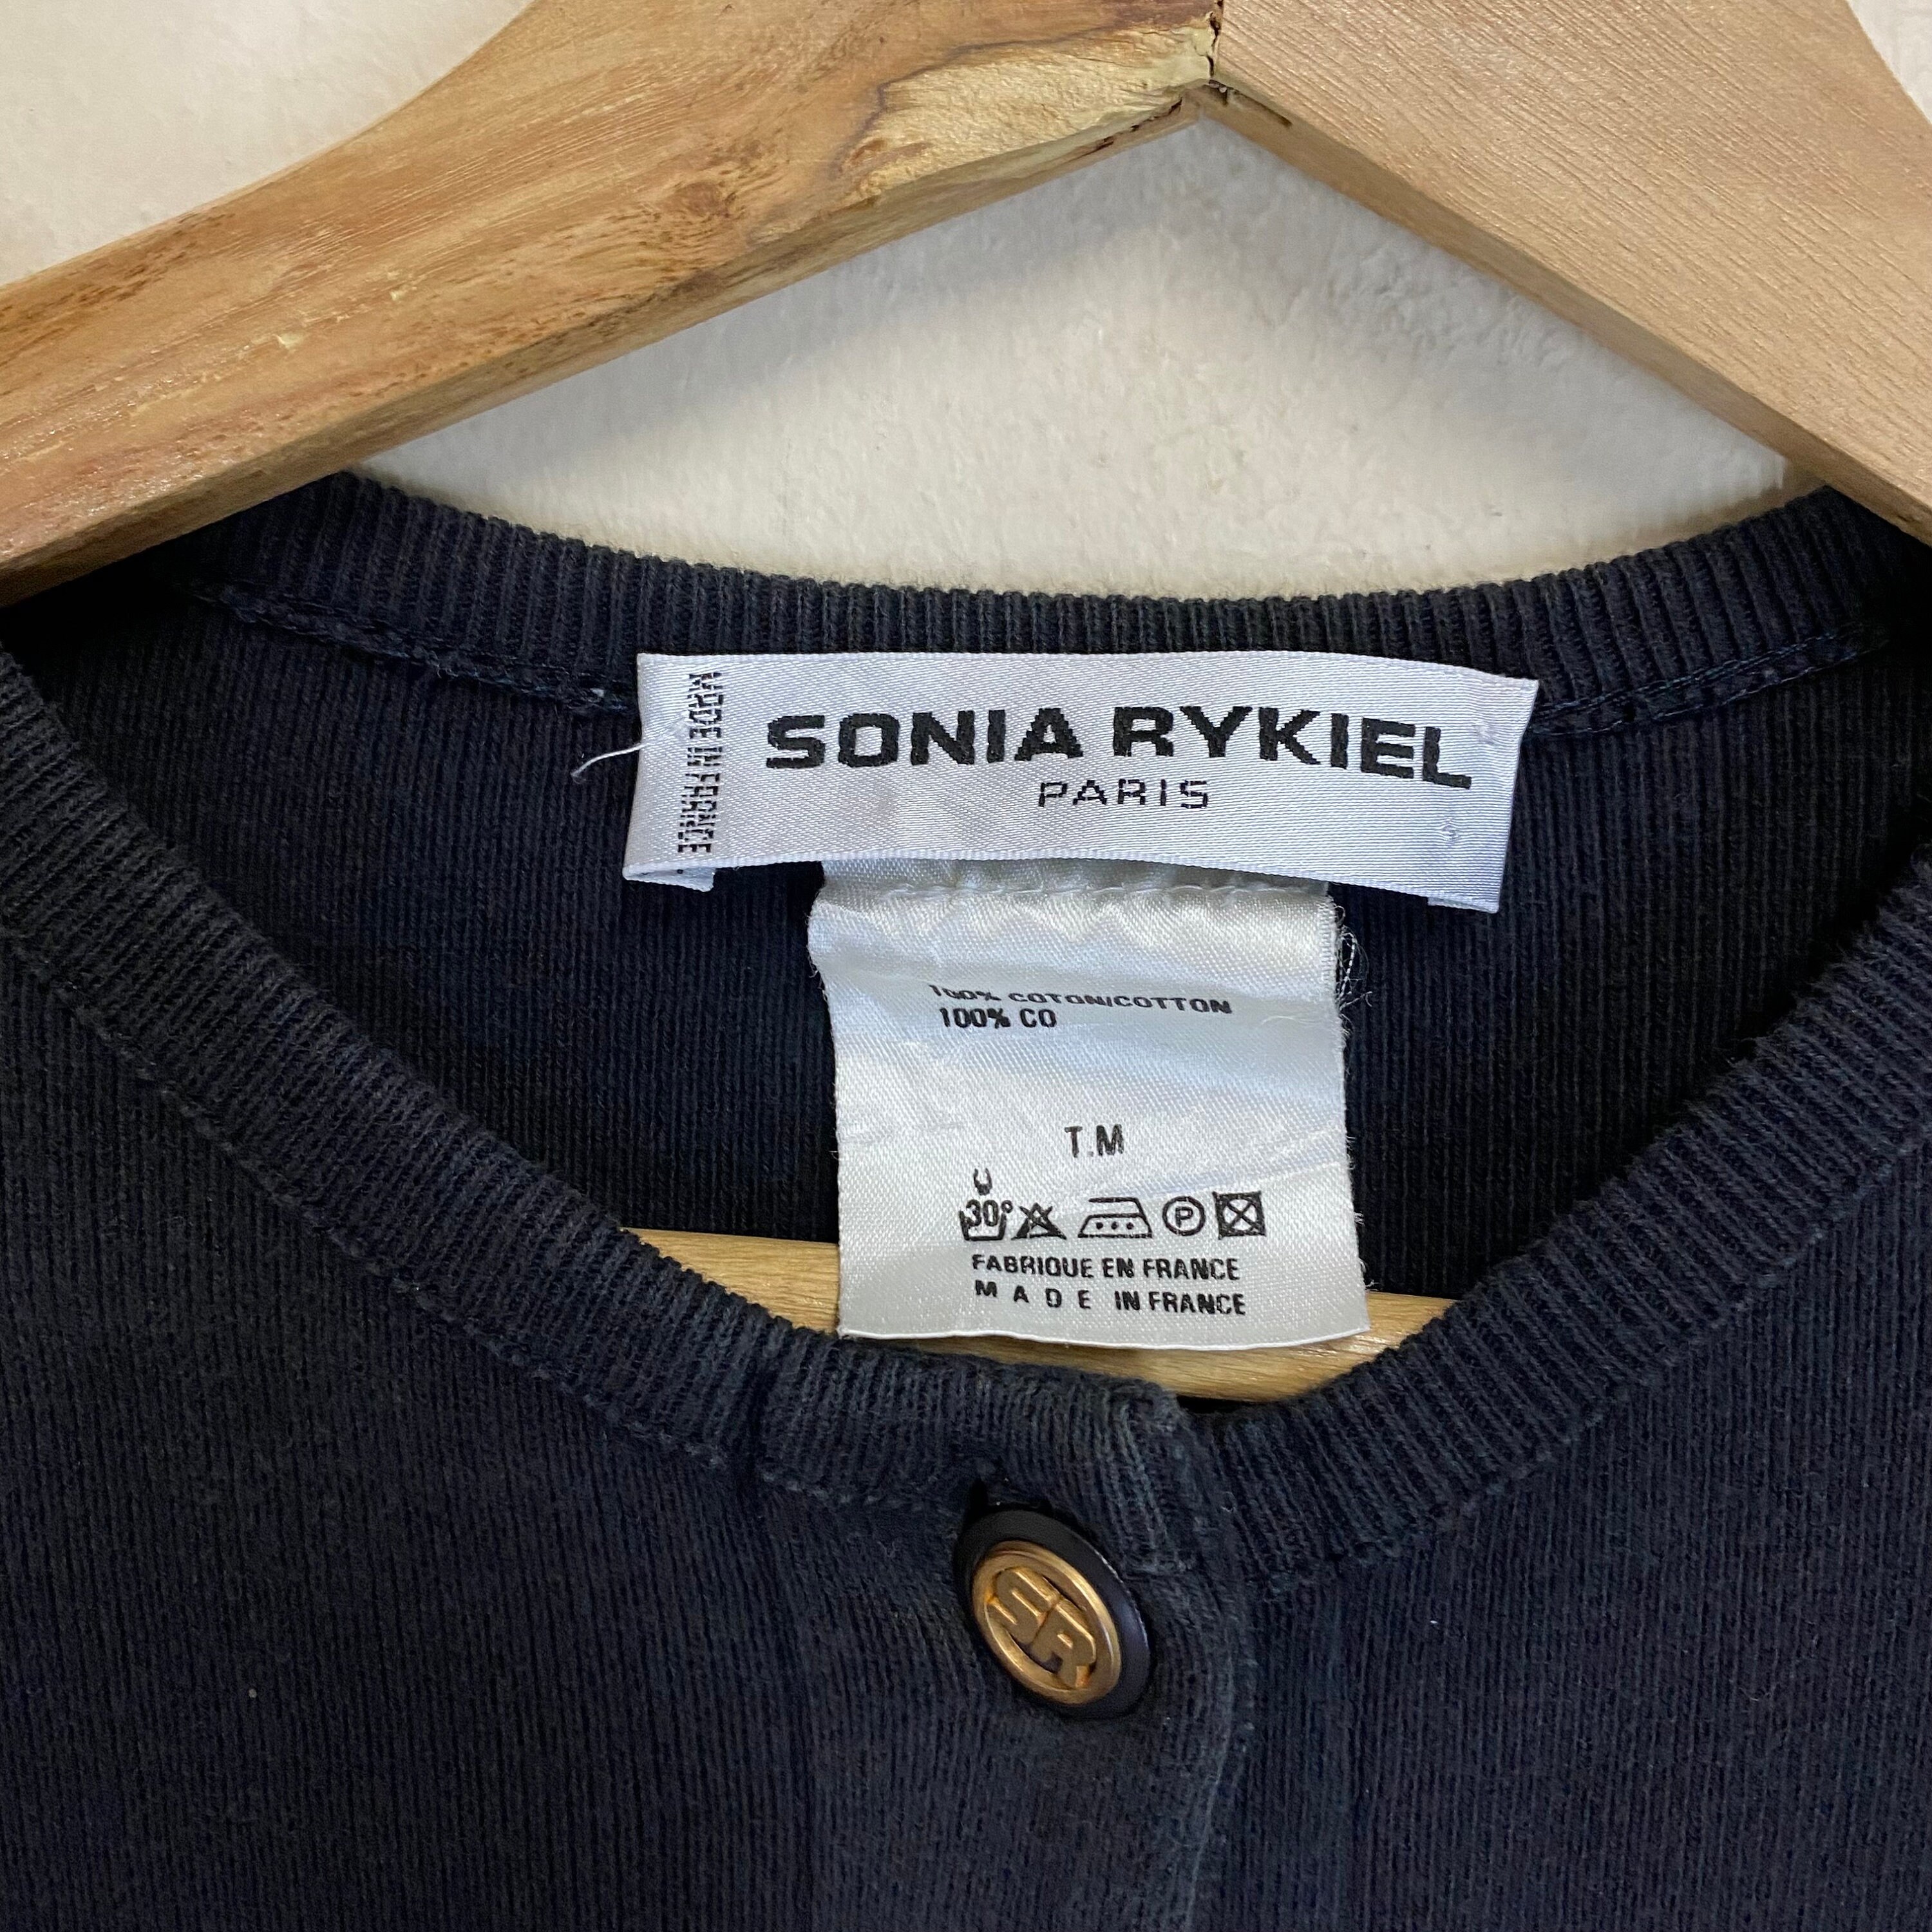 MADE IN FRANCE
SONIA RYKIEL
PARIS
100% COTON/COTTON
100% CO
T.M
30°
P
FABRIQUE EN FRANCE
MADE IN FRANCE
SR